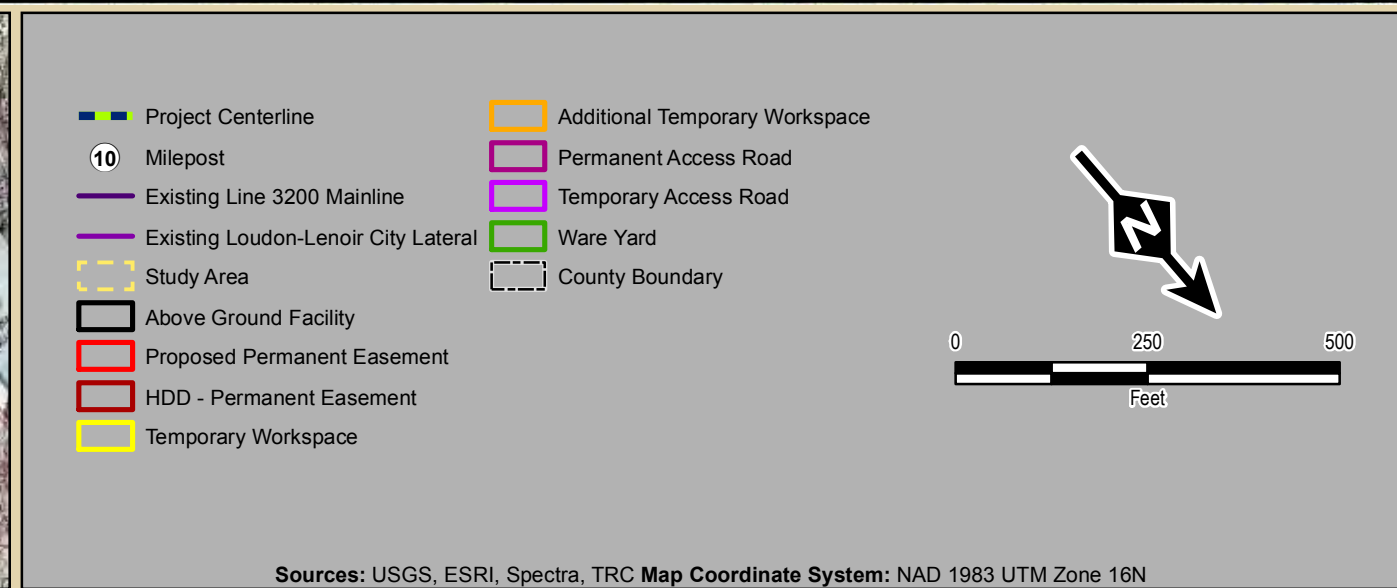 Project Centerline
10 Milepost
Existing Line 3200 Mainline
Existing Loudon-Lenoir City Lateral
Study Area
Above Ground Facility
Proposed Permanent Easement
HDD - Permanent Easement
Temporary Workspace
Additional Temporary Workspace
Permanent Access Road
Temporary Access Road
Ware Yard
County Boundary
N
0 250 500
Feet
Sources: USGS, ESRI, Spectra, TRC Map Coordinate System: NAD 1983 UTM Zone 16N